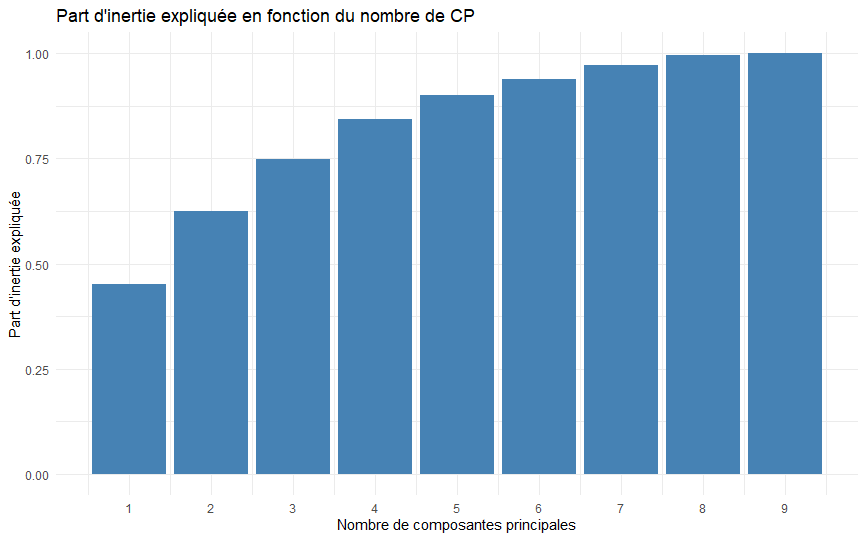 Part d'inertie expliquée en fonction du nombre de CP
Part d'inertie expliquée
1.00
0.75
0.50
0.25
0.00
1 2 3 4 5 6 7 8 9
Nombre de composantes principales